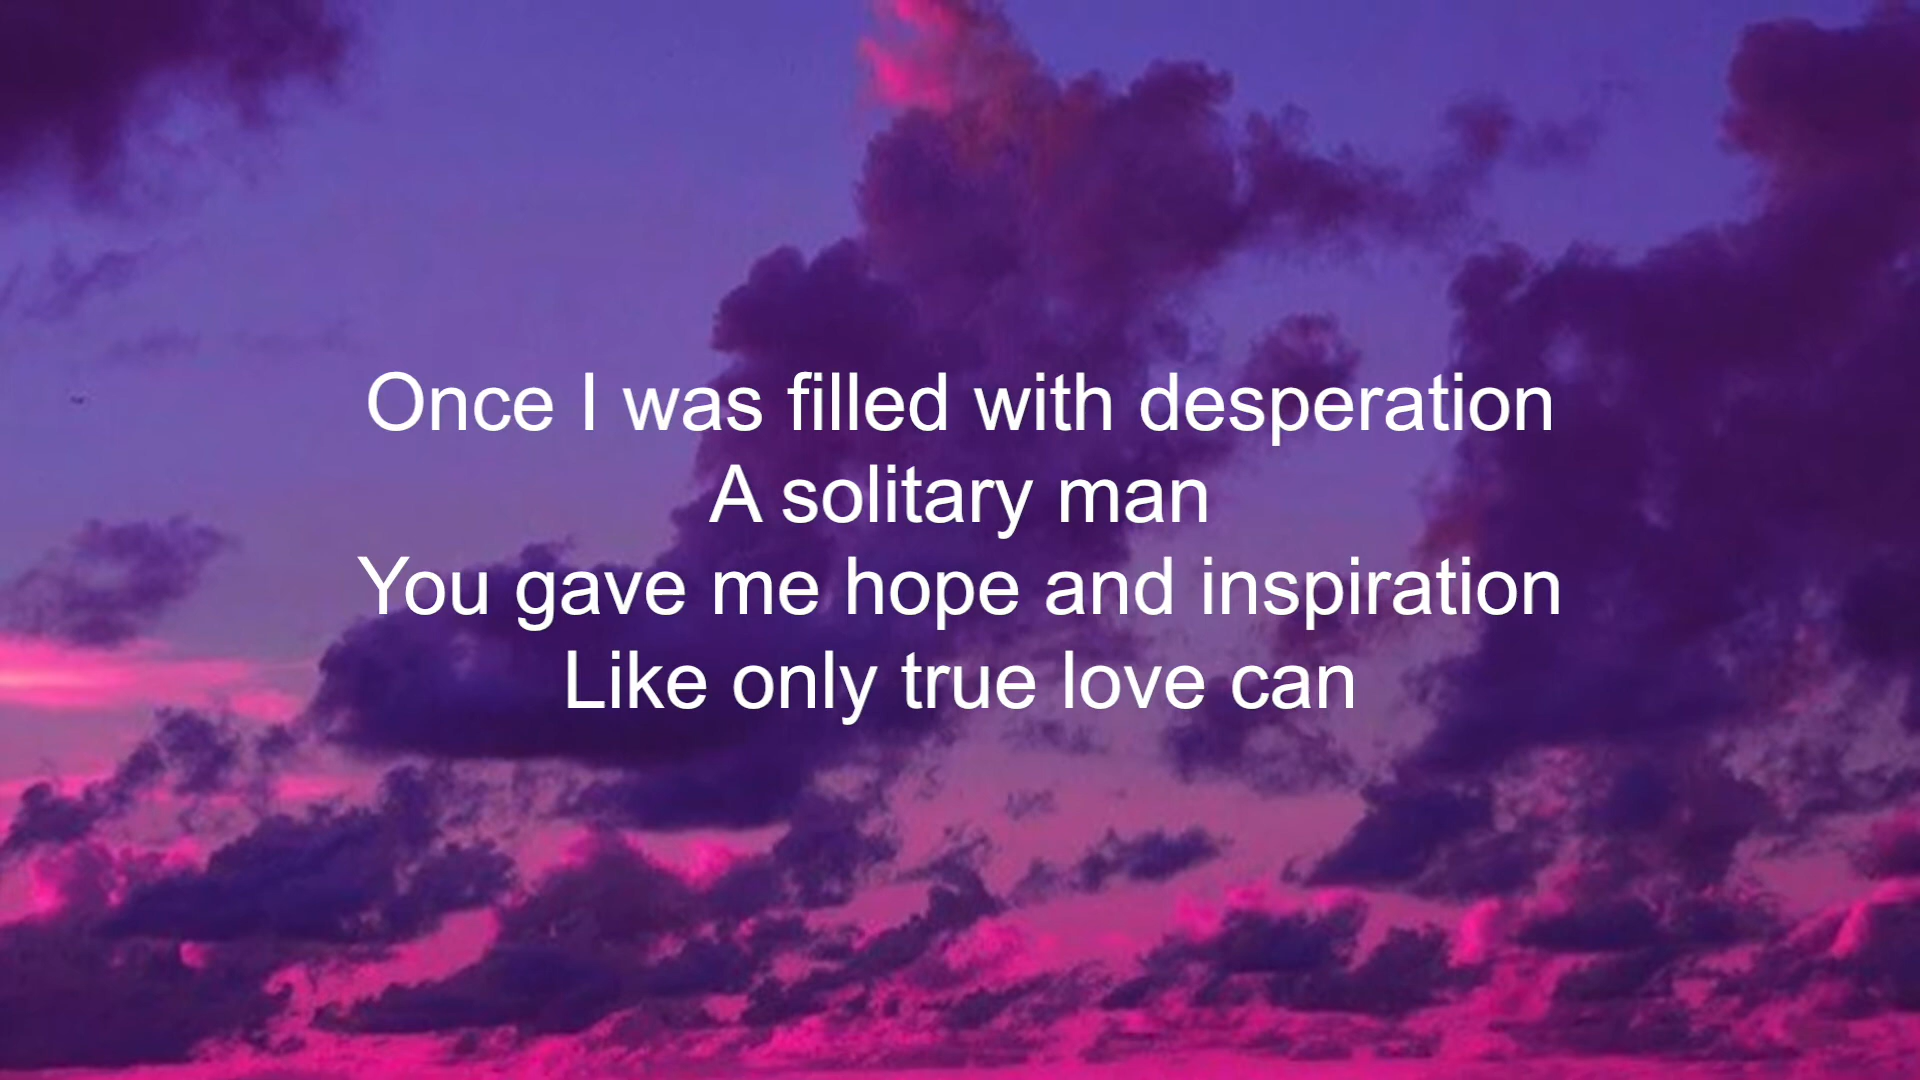 Once I was filled with desperation
A solitary man
You gave me hope and inspiration
Like only true love can